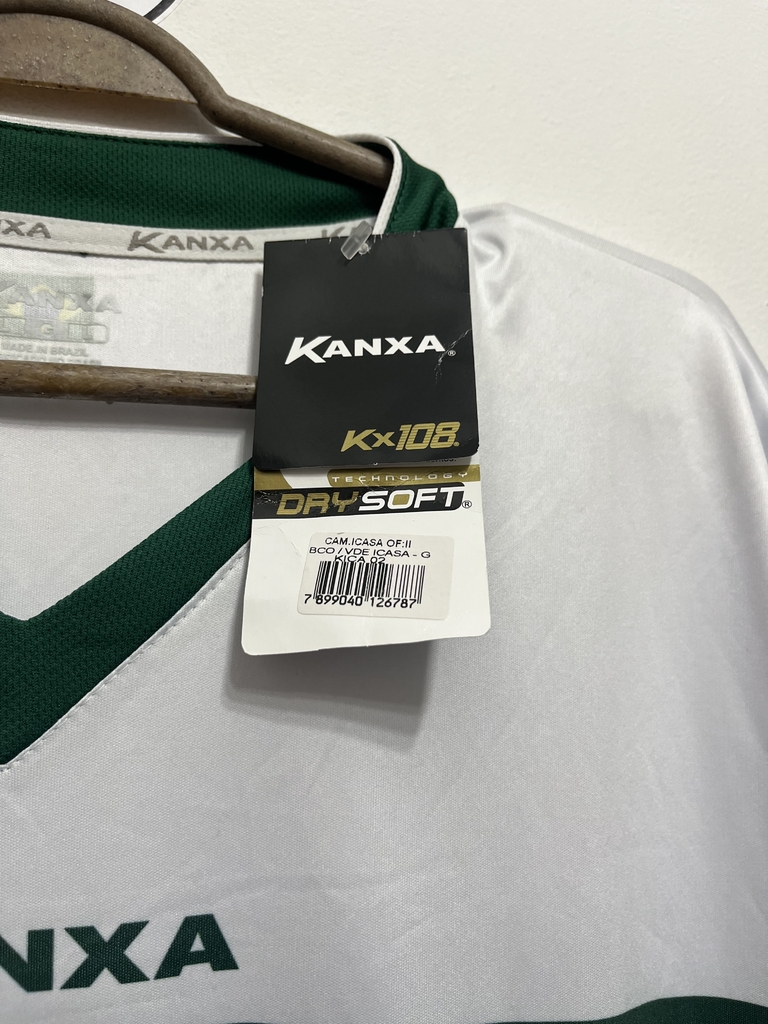 XA
KANXA
KANXA
G
MADE IN BRAZIL
KANXA®
KX108.
TECHNOLOGY
DRYSOFT®
CAM.ICASA OF:II
BCO / VDE ICASA - G
KICA 02
7 899040 126787
NXA